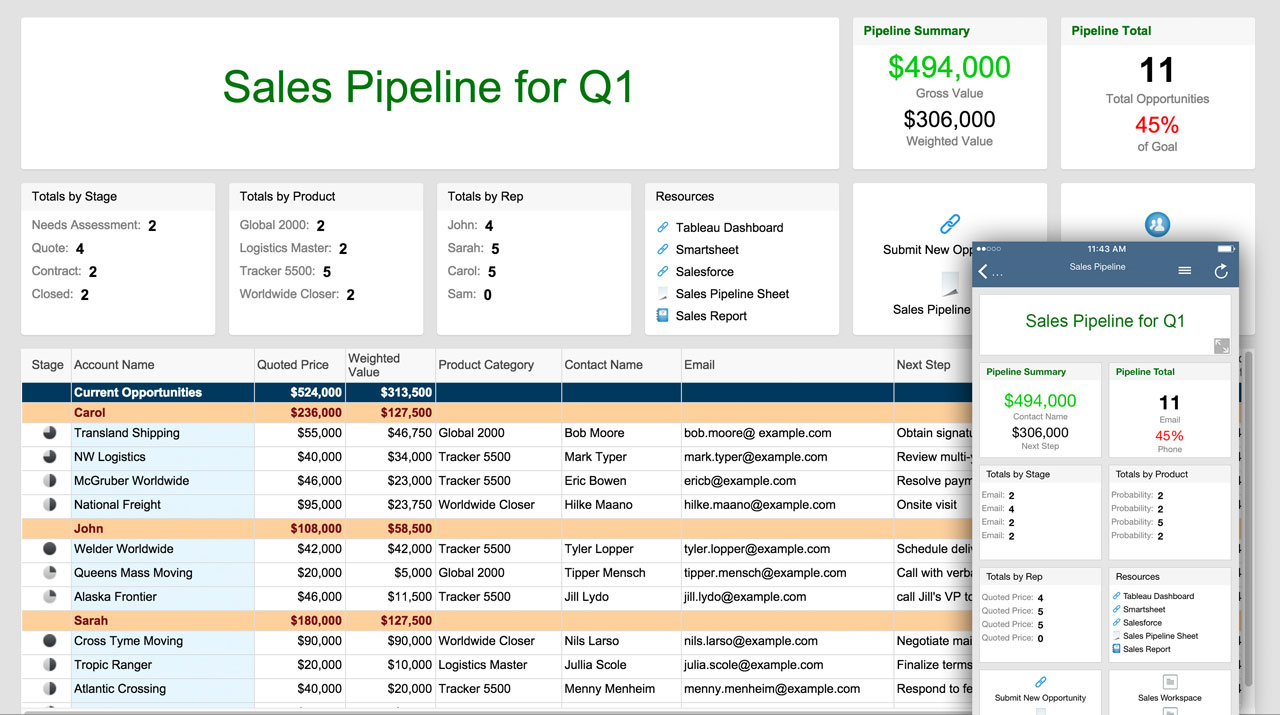 Sales Pipeline for Q1
Pipeline Summary
$494,000
Gross Value
$306,000
Weighted Value
Pipeline Total
11
Total Opportunities
45%
of Goal
Totals by Stage
Needs Assessment: 2
Quote: 4
Contract: 2
Closed: 2
Totals by Product
Global 2000: 2
Logistics Master: 2
Tracker 5500: 5
Worldwide Closer: 2
Totals by Rep
John: 4
Sarah: 5
Carol: 5
Sam: 0
Resources
Tableau Dashboard
Smartsheet
Salesforce
Sales Pipeline Sheet
Sales Report
Submit New
Sales Pipeline
Stage Account Name Quoted Price Weighted Value Product Category Contact Name Email Next Step
Current Opportunities $524,000 $313,500
Carol $236,000 $127,500
Transland Shipping $55,000 $46,750 Global 2000 Bob Moore bob.moore@ example.com Obtain
NW Logistics $40,000 $34,000 Tracker 5500 Mark Typer mark.typer@example.com Review
McGruber Worldwide $46,000 $23,000 Tracker 5500 Eric Bowen ericb@example.com Resolve
National Freight $95,000 $23,750 Worldwide Closer Hilke Maano hilke.maano@example.com Onsite visit
John $108,000 $58,500
Welder Worldwide $42,000 $42,000 Tracker 5500 Tyler Lopper tyler.lopper@example.com Schedule
Queens Mass Moving $20,000 $5,000 Global 2000 Tipper Mensch tipper.mensch@example.com Call with
Alaska Frontier $46,000 $11,500 Tracker 5500 Jill Lydo jill.lydo@example.com call Jill's VP
Sarah $180,000 $127,500
Cross Tyme Moving $90,000 $90,000 Worldwide Closer Nils Larso nils.larso@example.com Negotiate
Tropic Ranger $20,000 $10,000 Logistics Master Jullia Scole julia.scole@example.com Finalize terms
Atlantic Crossing $40,000 $20,000 Tracker 5500 Menny Menheim menny.menheim@example.com Respond to
11:43 AM
... Sales Pipeline
Sales Pipeline for Q1
Pipeline Summary
$494,000
Contact Name
$306,000
Next Step
Pipeline Total
11
Email
45%
Phone
Totals by Stage
Email: 2
Email: 4
Email: 2
Email: 2
Totals by Product
Probability: 2
Probability: 2
Probability: 5
Probability: 2
Totals by Rep
Quoted Price: 4
Quoted Price: 5
Quoted Price: 5
Quoted Price: 0
Resources
Tableau Dashboard
Smartsheet
Salesforce
Sales Pipeline Sheet
Sales Report
Submit New Opportunity
Sales Workspace